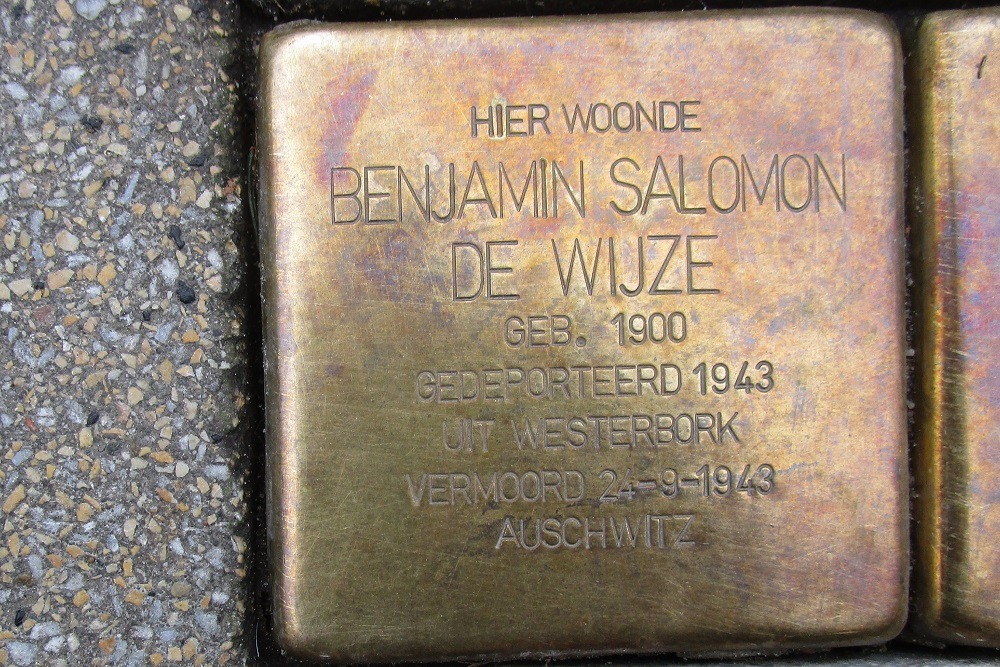 HIER WOONDE
BENJAMIN SALOMON
DE WIJZE
GEB. 1900
GEDEPORTEERD 1943
UIT WESTERBORK
VERMOORD 24-9-1943
AUSCHWITZ